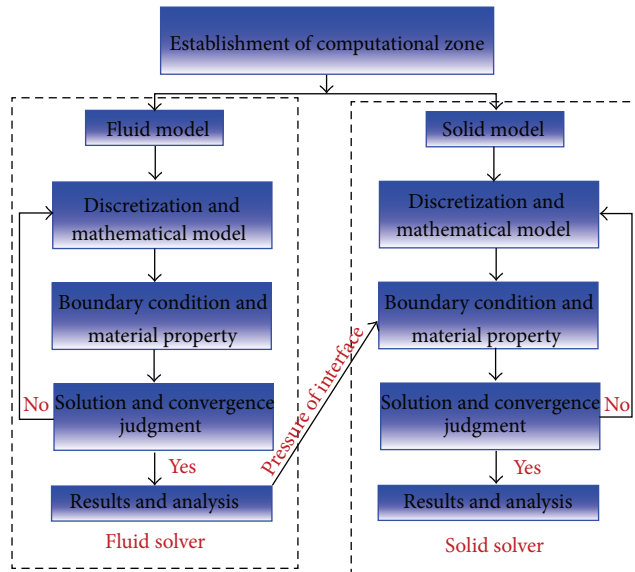 Establishment of computational zone
Fluid model
Discretization and
mathematical model
Boundary condition and
material property
No
Solution and convergence
judgment
Yes
Results and analysis
Fluid solver
Pressure of interface
Solid model
Discretization and
mathematical model
Boundary condition and
material property
Solution and convergence
judgment
No
Yes
Results and analysis
Solid solver